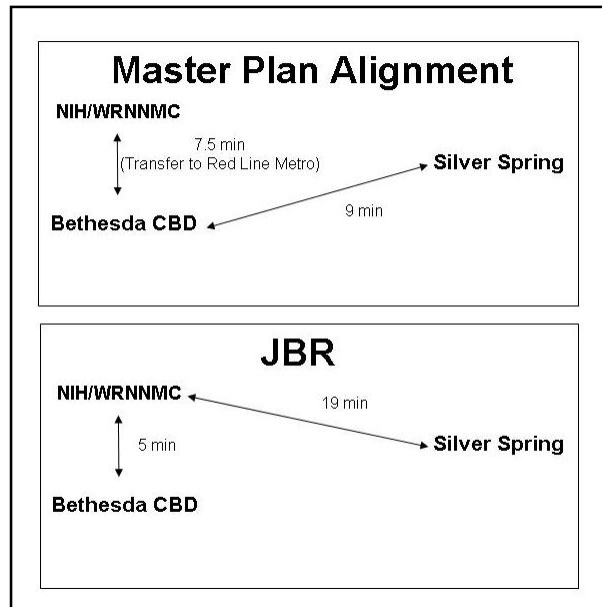 Master Plan Alignment
NIH/WRNNMC
7.5 min
(Transfer to Red Line Metro)
Silver Spring
Bethesda CBD
9 min
JBR
NIH/WRNNMC
19 min
5 min
Silver Spring
Bethesda CBD